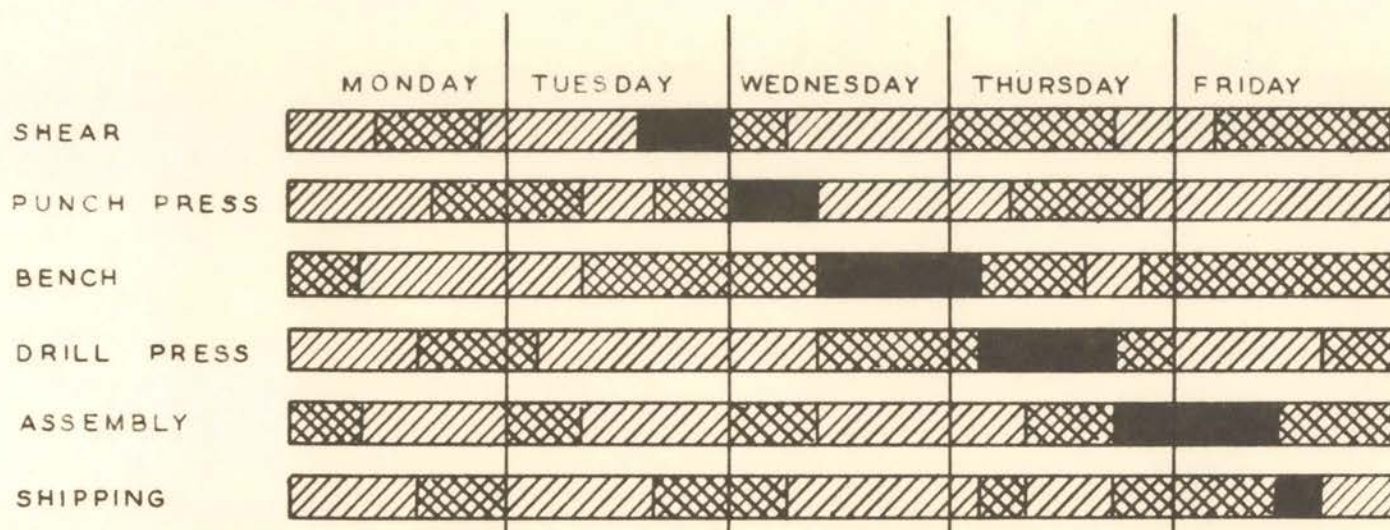 MONDAY TUESDAY WEDNESDAY THURSDAY FRIDAY
SHEAR
PUNCH PRESS
BENCH
DRILL PRESS
ASSEMBLY
SHIPPING